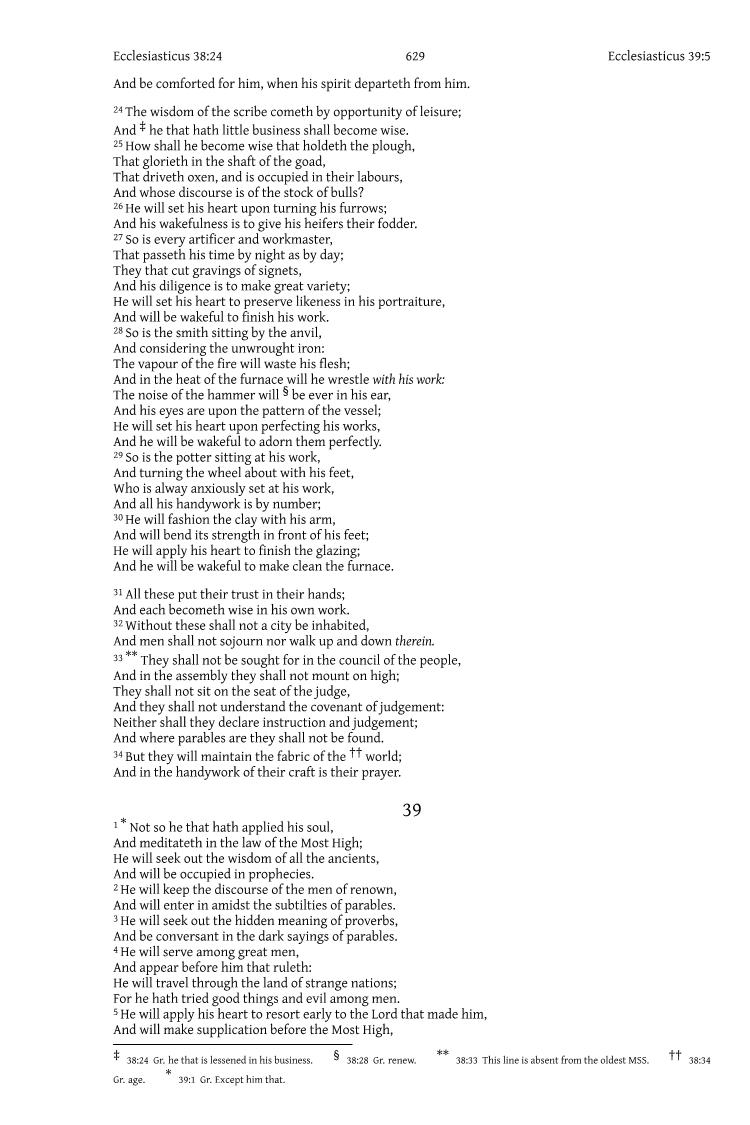 Ecclesiasticus 38:24 629 Ecclesiasticus 39:5
And be comforted for him, when his spirit departeth from him.
24 The wisdom of the scribe cometh by opportunity of leisure;
And ‡ he that hath little business shall become wise.
25 How shall he become wise that holdeth the plough,
That glorieth in the shaft of the goad,
That driveth oxen, and is occupied in their labours,
And whose discourse is of the stock of bulls?
26 He will set his heart upon turning his furrows;
And his wakefulness is to give his heifers their fodder.
27 So is every artificer and workmaster,
That passeth his time by night as by day;
They that cut gravings of signets,
And his diligence is to make great variety;
He will set his heart to preserve likeness in his portraiture,
And will be wakeful to finish his work.
28 So is the smith sitting by the anvil,
And considering the unwrought iron:
The vapour of the fire will waste his flesh;
And in the heat of the furnace will he wrestle with his work:
The noise of the hammer will § be ever in his ear,
And his eyes are upon the pattern of the vessel;
He will set his heart upon perfecting his works,
And he will be wakeful to adorn them perfectly.
29 So is the potter sitting at his work,
And turning the wheel about with his feet,
Who is alway anxiously set at his work,
And all his handywork is by number;
30 He will fashion the clay with his arm,
And will bend its strength in front of his feet;
He will apply his heart to finish the glazing;
And he will be wakeful to make clean the furnace.
31 All these put their trust in their hands;
And each becometh wise in his own work.
32 Without these shall not a city be inhabited,
And men shall not sojourn nor walk up and down therein.
33 ** They shall not be sought for in the council of the people,
And in the assembly they shall not mount on high;
They shall not sit on the seat of the judge,
And they shall not understand the covenant of judgement:
Neither shall they declare instruction and judgement;
And where parables are they shall not be found.
34 But they will maintain the fabric of the †† world;
And in the handywork of their craft is their prayer.
39
1 * Not so he that hath applied his soul,
And meditateth in the law of the Most High;
He will seek out the wisdom of all the ancients,
And will be occupied in prophecies.
2 He will keep the discourse of the men of renown,
And will enter in amidst the subtilties of parables.
3 He will seek out the hidden meaning of proverbs,
And be conversant in the dark sayings of parables.
4 He will serve among great men,
And appear before him that ruleth:
He will travel through the land of strange nations;
For he hath tried good things and evil among men.
5 He will apply his heart to resort early to the Lord that made him,
And will make supplication before the Most High,
‡ 38:24 Gr. he that is lessened in his business. § 38:28 Gr. renew. ** 38:33 This line is absent from the oldest MSS. †† 38:34
Gr. age. * 39:1 Gr. Except him that.